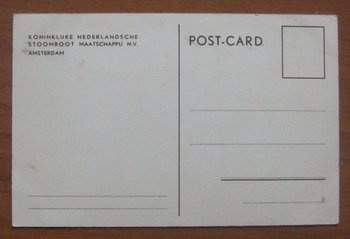 KONINKLIJKE NEDERLANDSCHE
STOOMBOOT MAATSCHAPPIJ N.V.
AMSTERDAM
POST-CARD